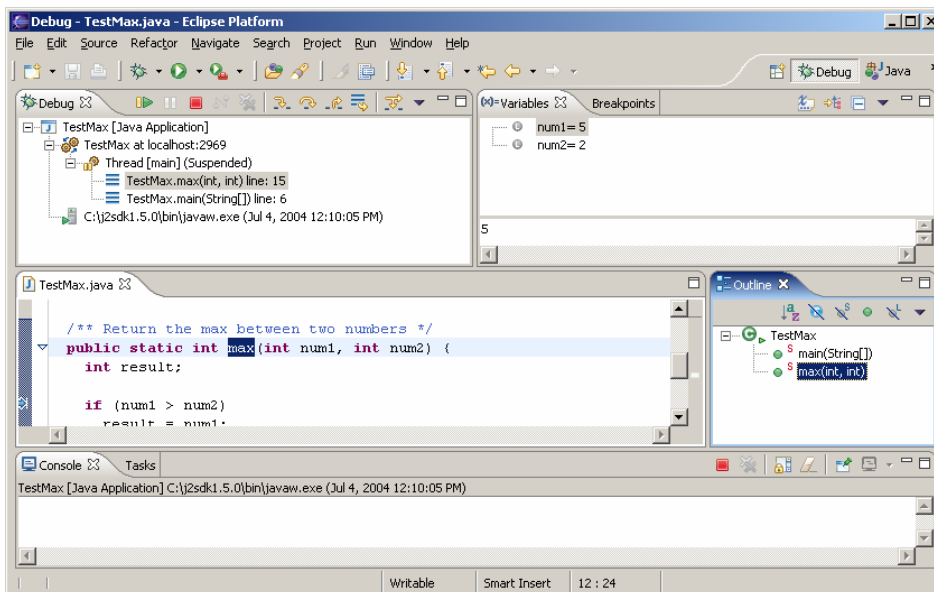 Debug - TestMax.java - Eclipse Platform
File Edit Source Refactor Navigate Search Project Run Window Help
Debug Java
Debug
TestMax [Java Application]
TestMax at localhost:2969
Thread [main] (Suspended)
TestMax.max(int, int) line: 15
TestMax.main(String[]) line: 6
C:\j2sdk1.5.0\bin\javaw.exe (Jul 4, 2004 12:10:05 PM)
(x)= Variables Breakpoints
num1= 5
num2= 2
5
TestMax.java
/** Return the max between two numbers */
public static int max(int num1, int num2) {
int result;
if (num1 > num2)
result = num1;
Outline
TestMax
main(String[])
max(int, int)
Console Tasks
TestMax [Java Application] C:\j2sdk1.5.0\bin\javaw.exe (Jul 4, 2004 12:10:05 PM)
Writable Smart Insert 12 : 24